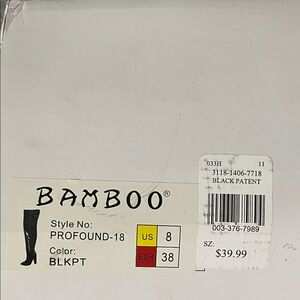 033H 11
3118-1406-7718
BLACK PATENT
003-376-7989
SZ:
$39.99
BAMBOO®
Style No:
PROFOUND-18
Color:
BLKPT
US 8
EUR 38